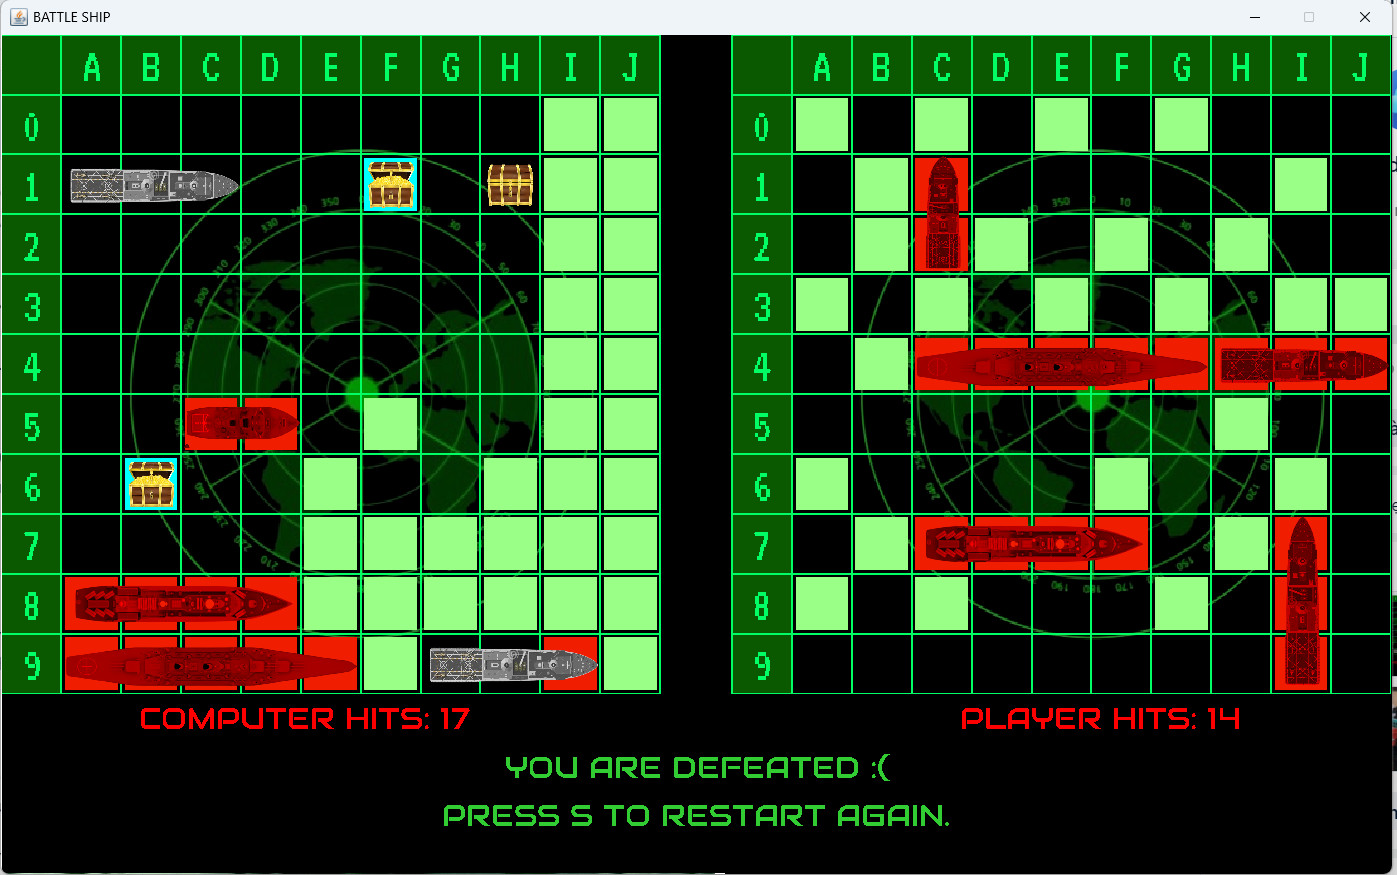 BATTLE SHIP
A B C D E F G H I J
A B C D E F G H I J
0 0
1 1
2 2
3 3
4 4
5 5
6 6
7 7
8 8
9 9
COMPUTER HITS: 17
PLAYER HITS: 14
YOU ARE DEFEATED :(
PRESS S TO RESTART AGAIN.